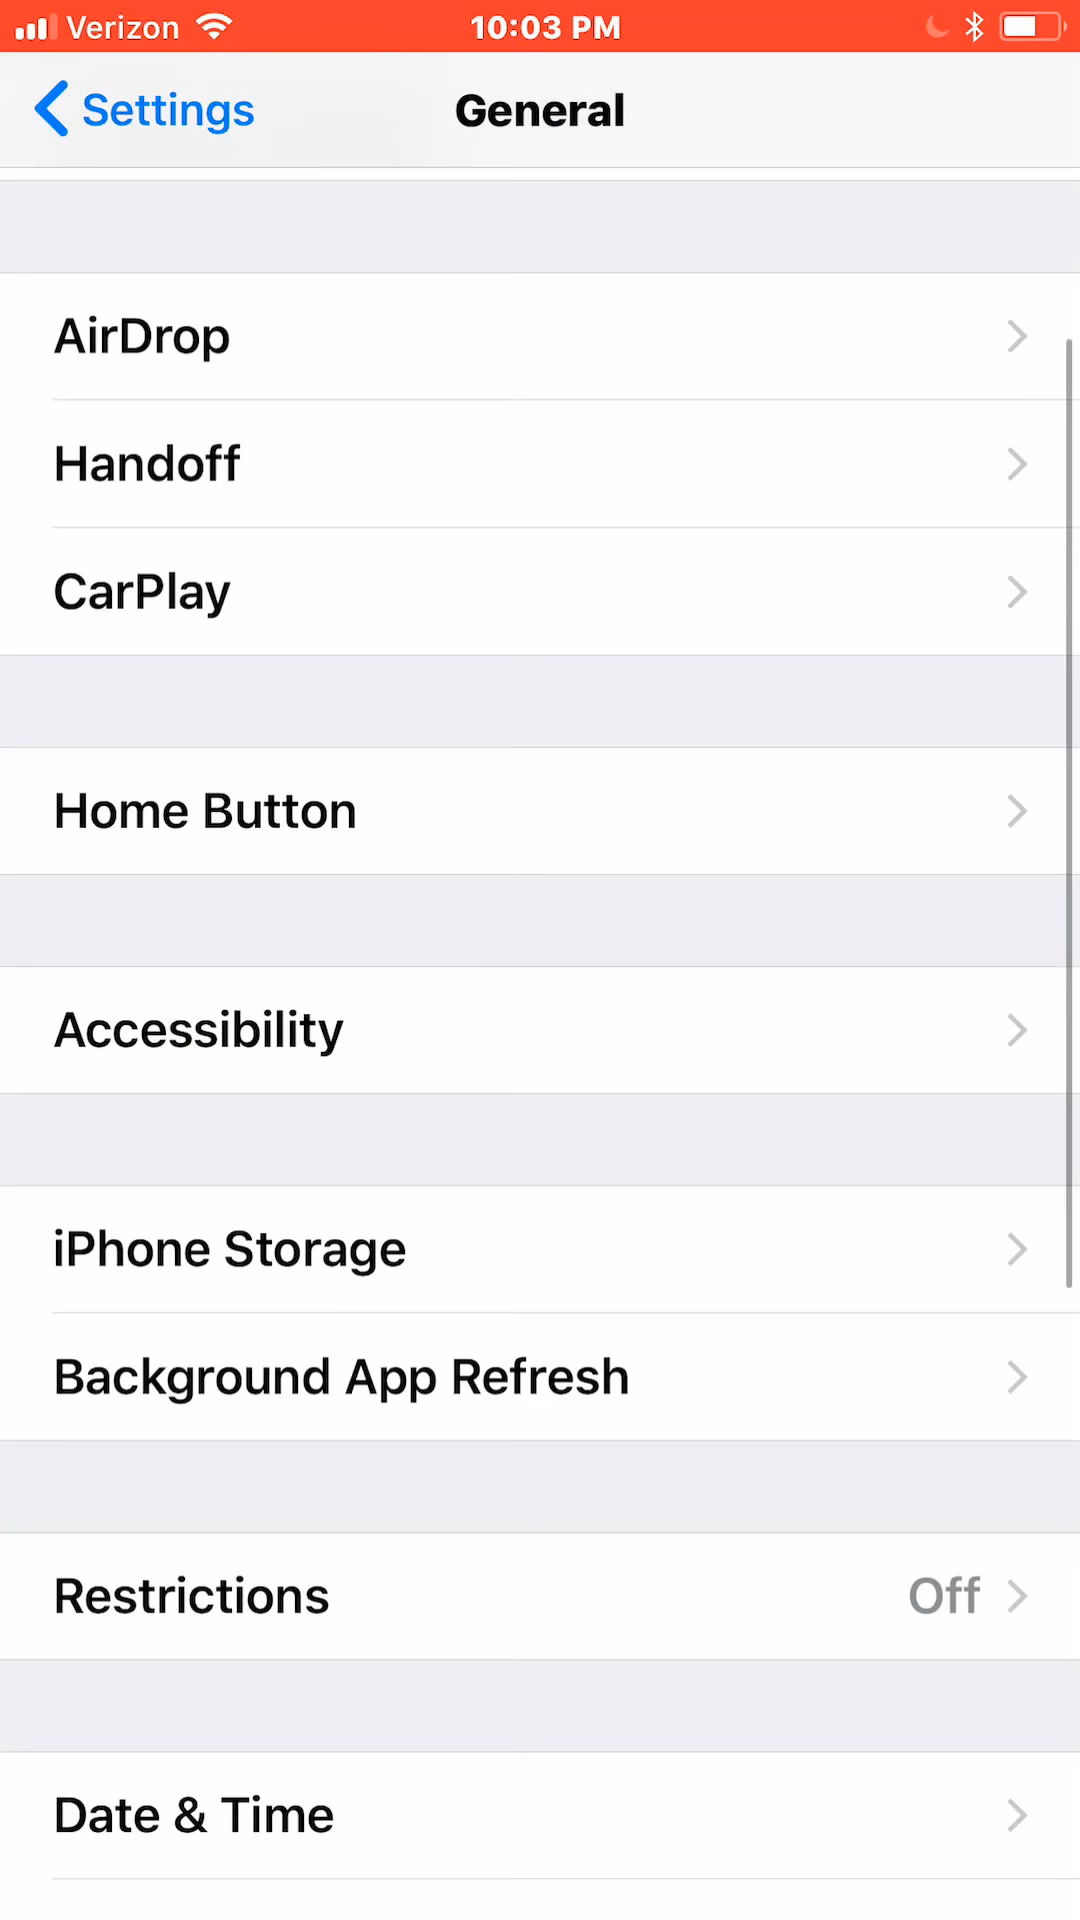 Verizon 10:03 PM
Settings General
AirDrop
Handoff
CarPlay
Home Button
Accessibility
iPhone Storage
Background App Refresh
Restrictions Off
Date & Time